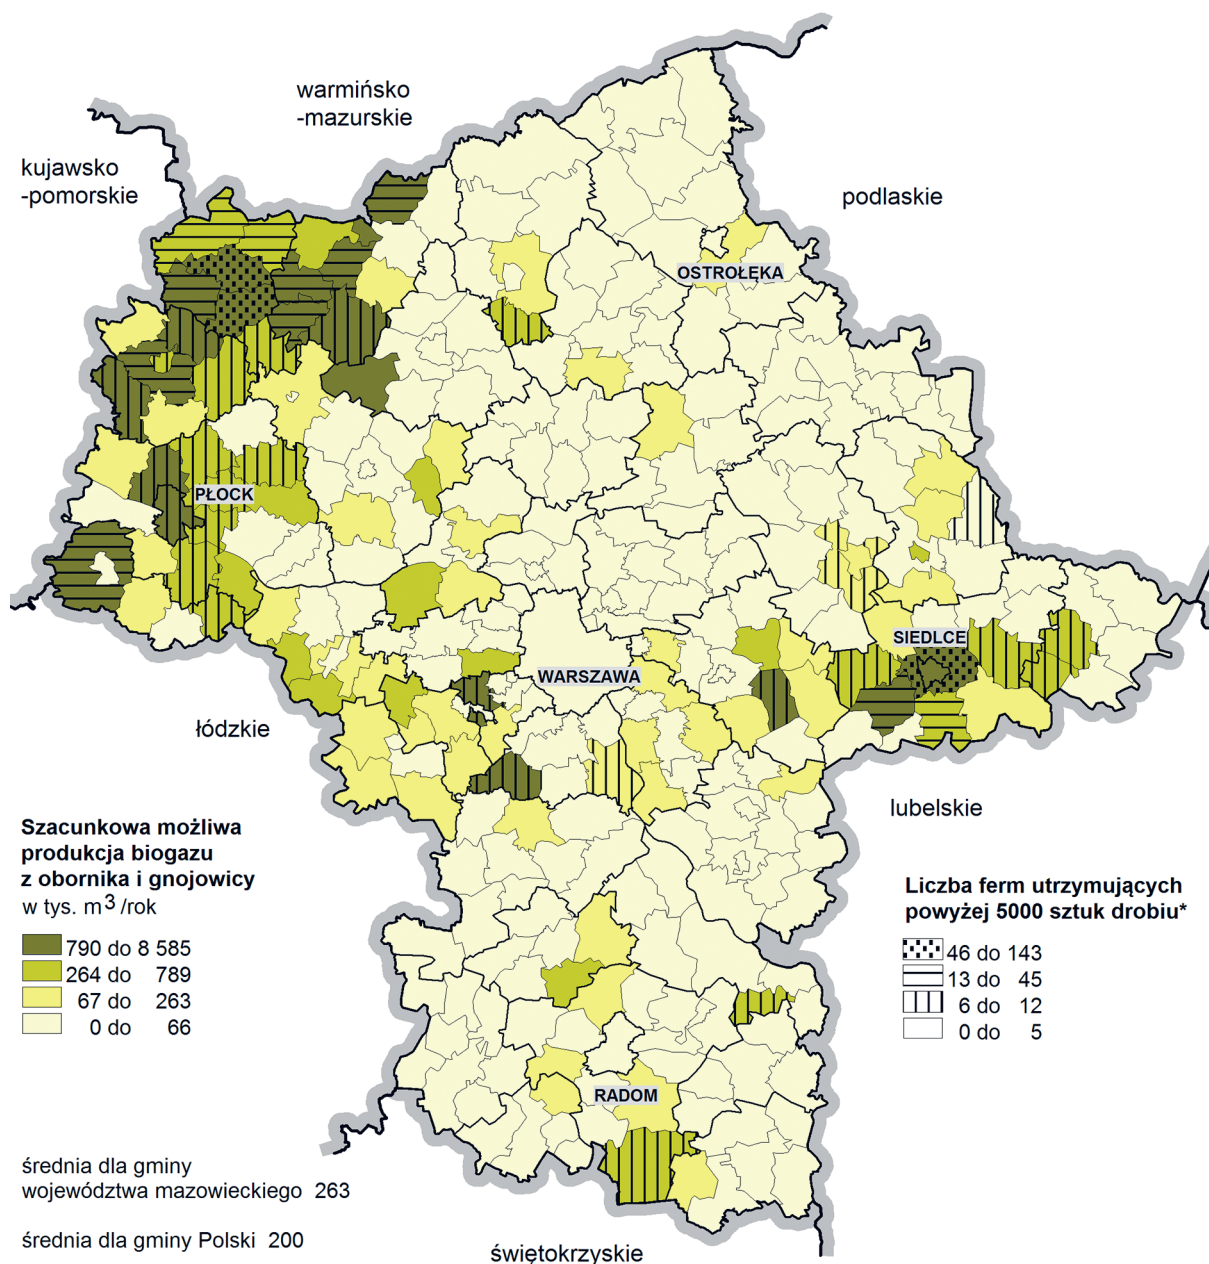 warmińsko
-mazurskie
kujawsko
-pomorskie
podlaskie
OSTROŁĘKA
PŁOCK
SIEDLCE
WARSZAWA
łódzkie
lubelskie
Szacunkowa możliwa
produkcja biogazu
z obornika i gnojowicy
w tys. m3 /rok
790 do 8 585
264 do 789
67 do 263
0 do 66
Liczba ferm utrzymujących
powyżej 5000 sztuk drobiu*
46 do 143
13 do 45
6 do 12
0 do 5
RADOM
średnia dla gminy
województwa mazowieckiego 263
średnia dla gminy Polski 200
świętokrzyskie